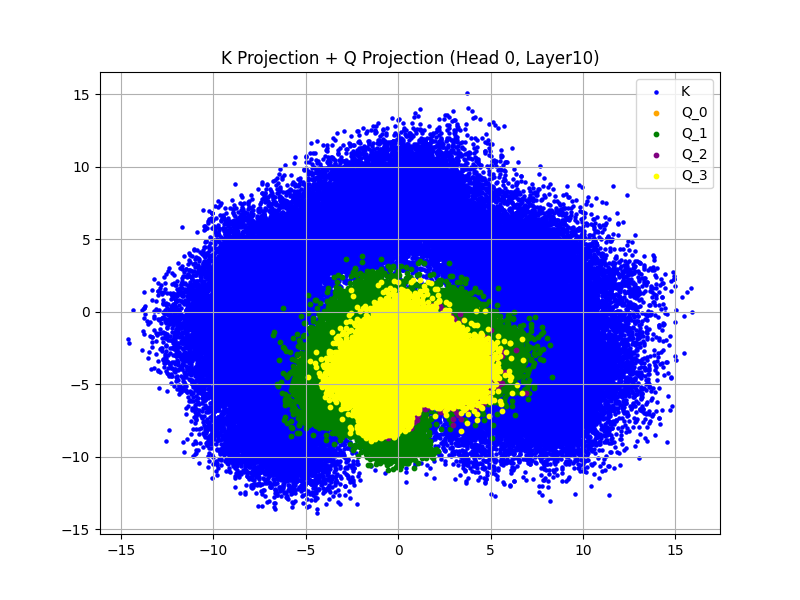 K Projection + Q Projection (Head 0, Layer10)
K
Q_0
Q_1
Q_2
Q_3
15
10
5
0
−5
−10
−15
−15 −10 −5 0 5 10 15